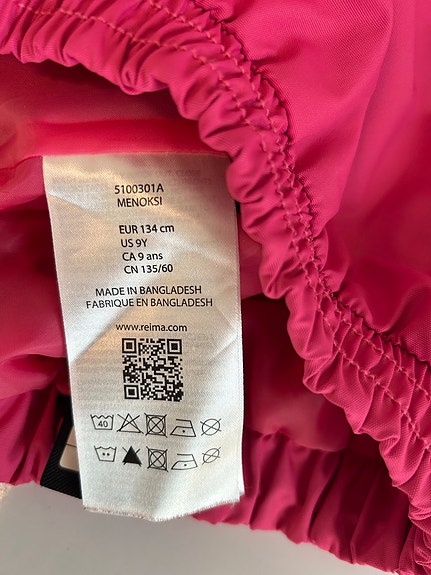 5100301A
MENOKSI
EUR 134 cm
US 9Y
CA 9 ans
CN 135/60
MADE IN BANGLADESH
FABRIQUE EN BANGLADESH
www.reima.com
40